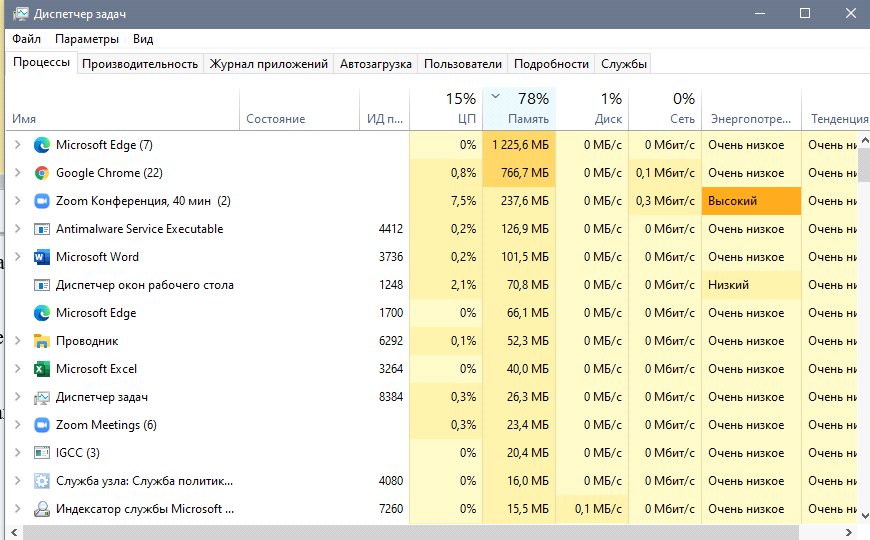 Диспетчер задач
Файл Параметры Вид
Процессы Производительность Журнал приложений Автозагрузка Пользователи Подробности Службы
15% 78% 1% 0%
Имя Состояние ИД п... ЦП Память Диск Сеть Энергопотре... Тенденция
Microsoft Edge (7) 0% 1 225,6 МБ 0 МБ/с 0 Мбит/с Очень низкое Очень ни
Google Chrome (22) 0,8% 766,7 МБ 0 МБ/с 0,1 Мбит/с Очень низкое Очень ни
Zoom Конференция, 40 мин (2) 7,5% 237,6 МБ 0 МБ/с 0,3 Мбит/с Высокий Очень ни
Antimalware Service Executable 4412 0,2% 126,9 МБ 0 МБ/с 0 Мбит/с Очень низкое Очень ни
Microsoft Word 3736 0,2% 101,5 МБ 0 МБ/с 0 Мбит/с Очень низкое Очень ни
Диспетчер окон рабочего стола 1248 2,1% 70,8 МБ 0 МБ/с 0 Мбит/с Низкий Очень ни
Microsoft Edge 1700 0% 66,1 МБ 0 МБ/с 0 Мбит/с Очень низкое Очень ни
Проводник 6292 0,1% 52,3 МБ 0 МБ/с 0 Мбит/с Очень низкое Очень ни
Microsoft Excel 3264 0% 40,0 МБ 0 МБ/с 0 Мбит/с Очень низкое Очень ни
Диспетчер задач 8384 0,3% 26,3 МБ 0 МБ/с 0 Мбит/с Очень низкое Очень ни
Zoom Meetings (6) 0,3% 23,4 МБ 0 МБ/с 0 Мбит/с Очень низкое Очень ни
IGCC (3) 0% 20,4 МБ 0 МБ/с 0 Мбит/с Очень низкое Очень ни
Служба узла: Служба политик... 4080 0% 16,0 МБ 0 МБ/с 0 Мбит/с Очень низкое Очень ни
Индексатор службы Microsoft ... 7260 0% 15,5 МБ 0,1 МБ/с 0 Мбит/с Очень низкое Очень ни